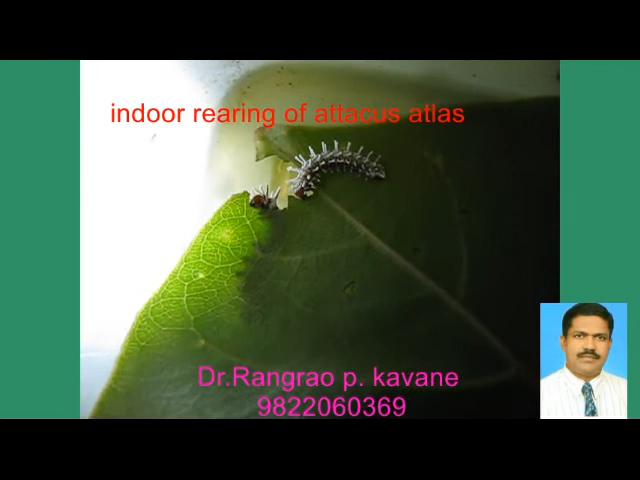 indoor rearing of attacus atlas
Dr.Rangrao p. kavane
9822060369